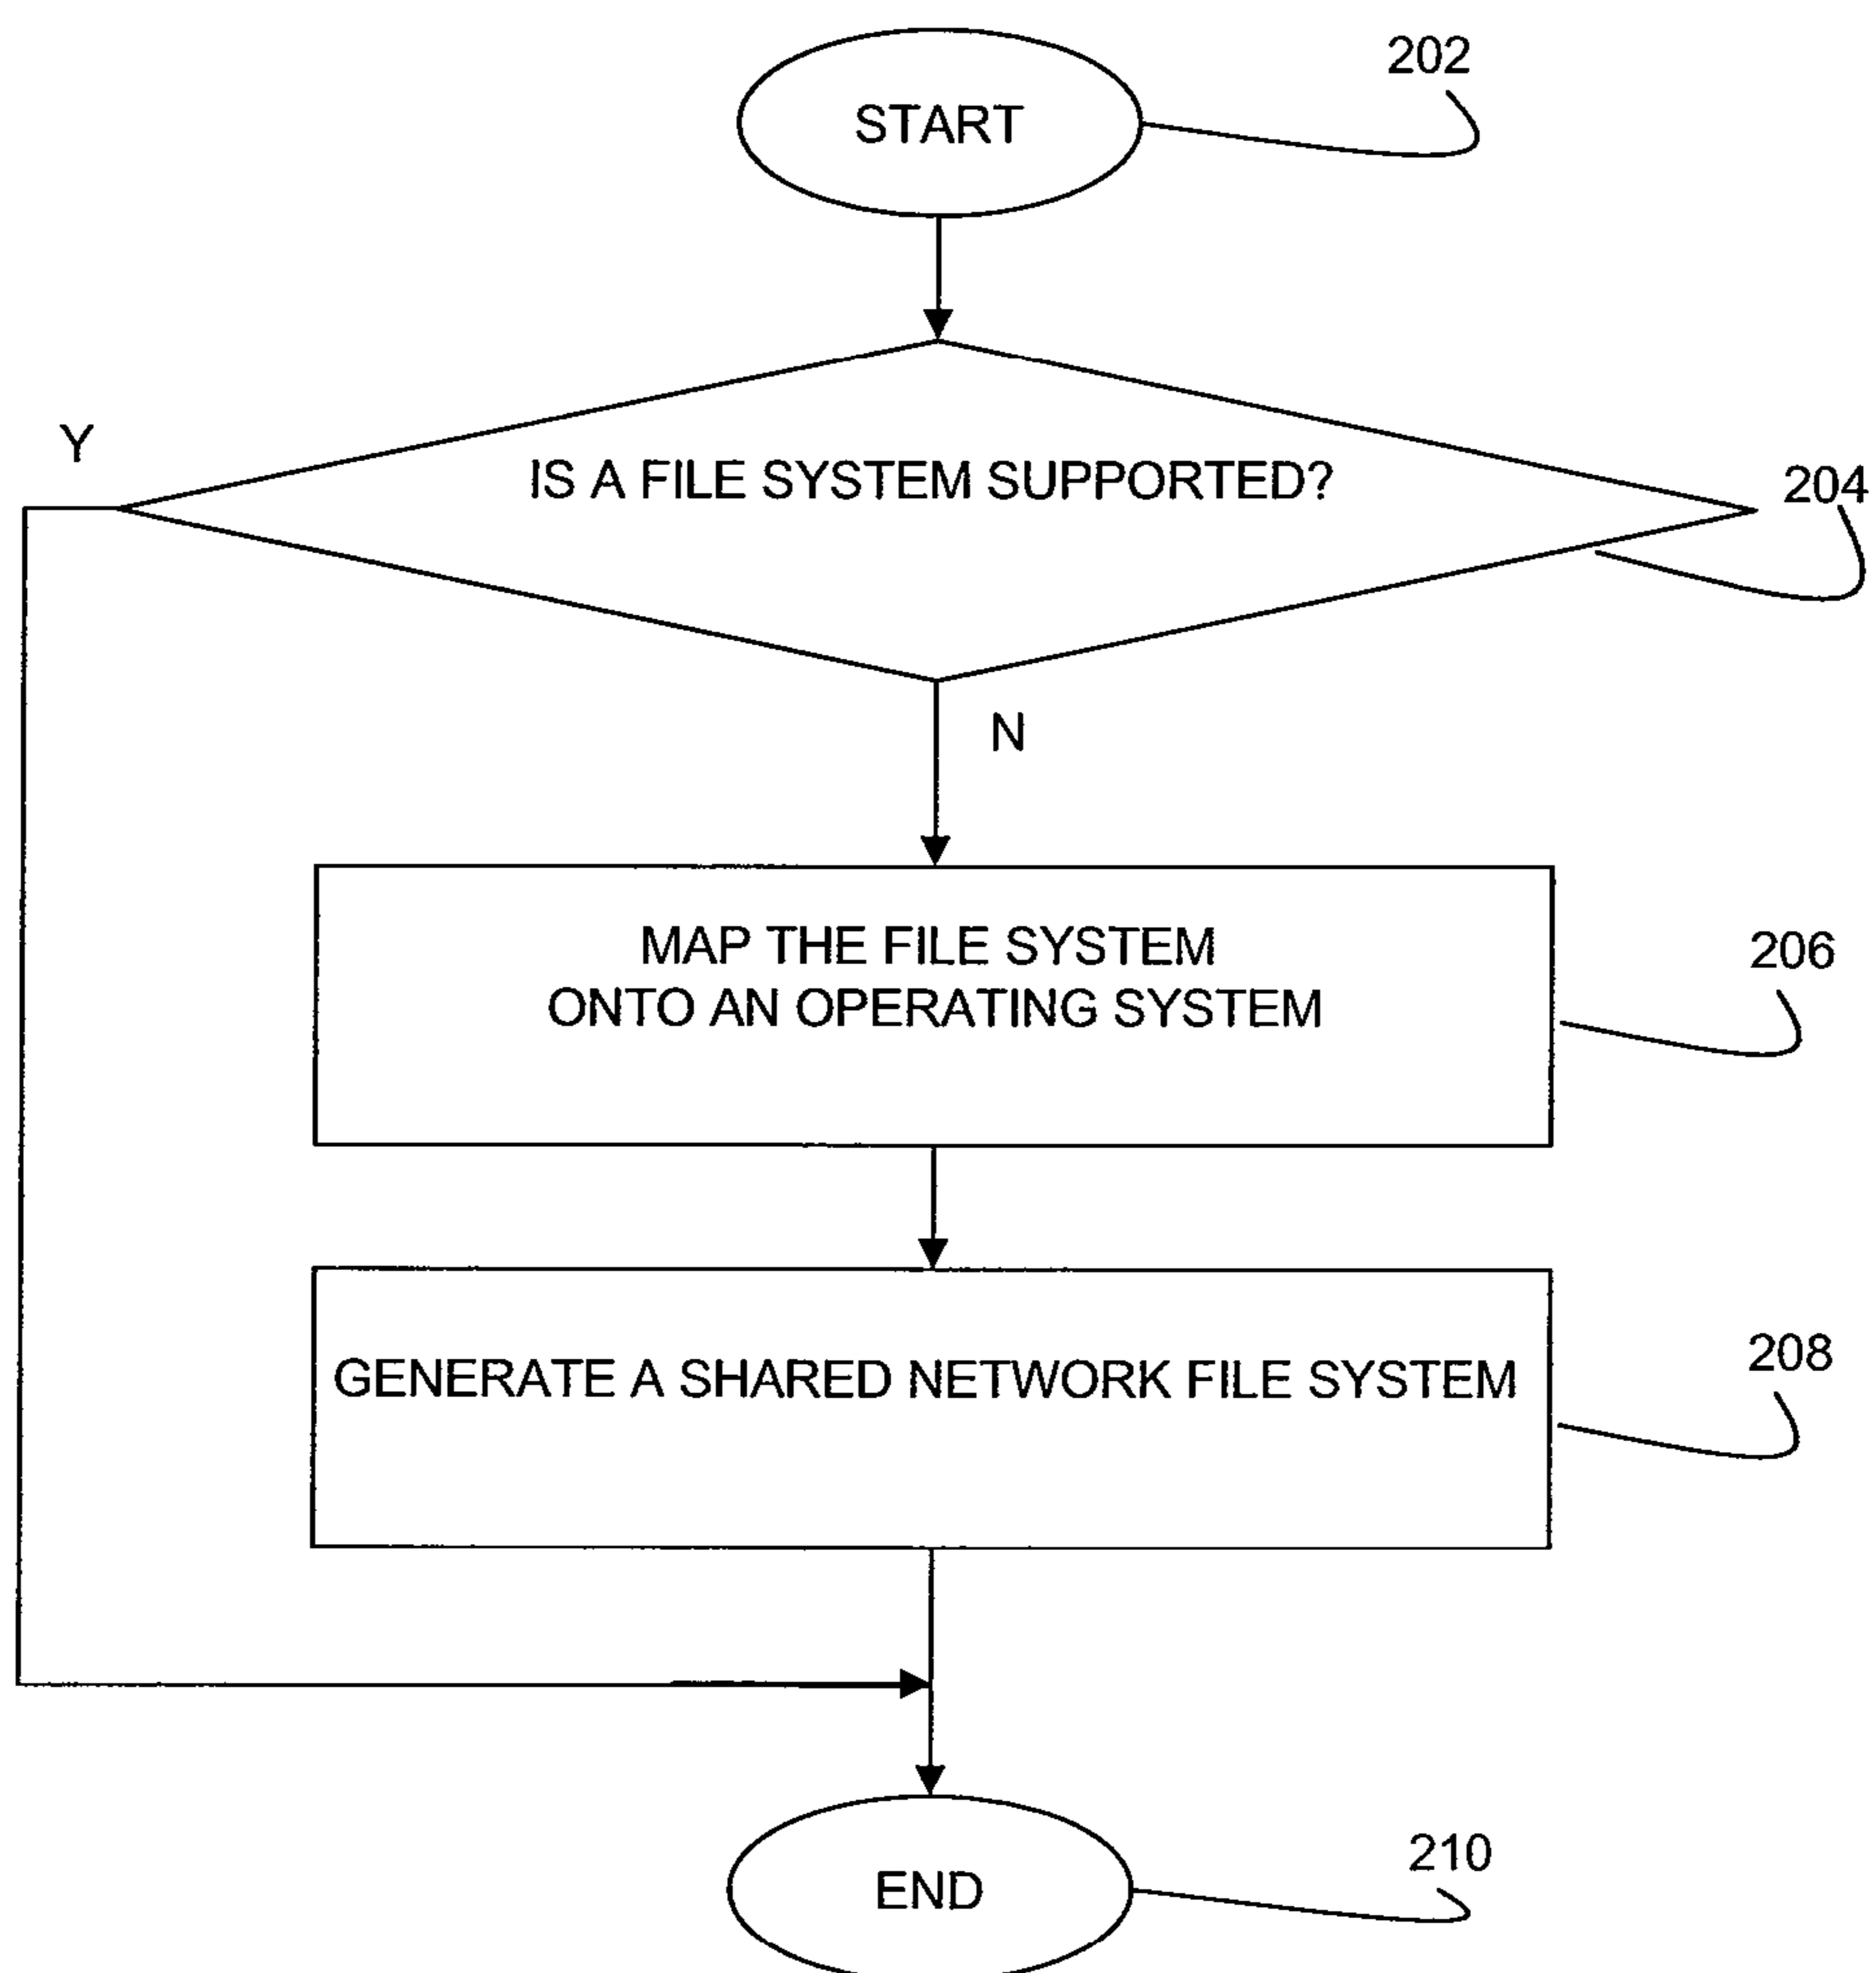 202
START
Y
IS A FILE SYSTEM SUPPORTED?
204
N
MAP THE FILE SYSTEM
ONTO AN OPERATING SYSTEM
206
GENERATE A SHARED NETWORK FILE SYSTEM
208
END
210